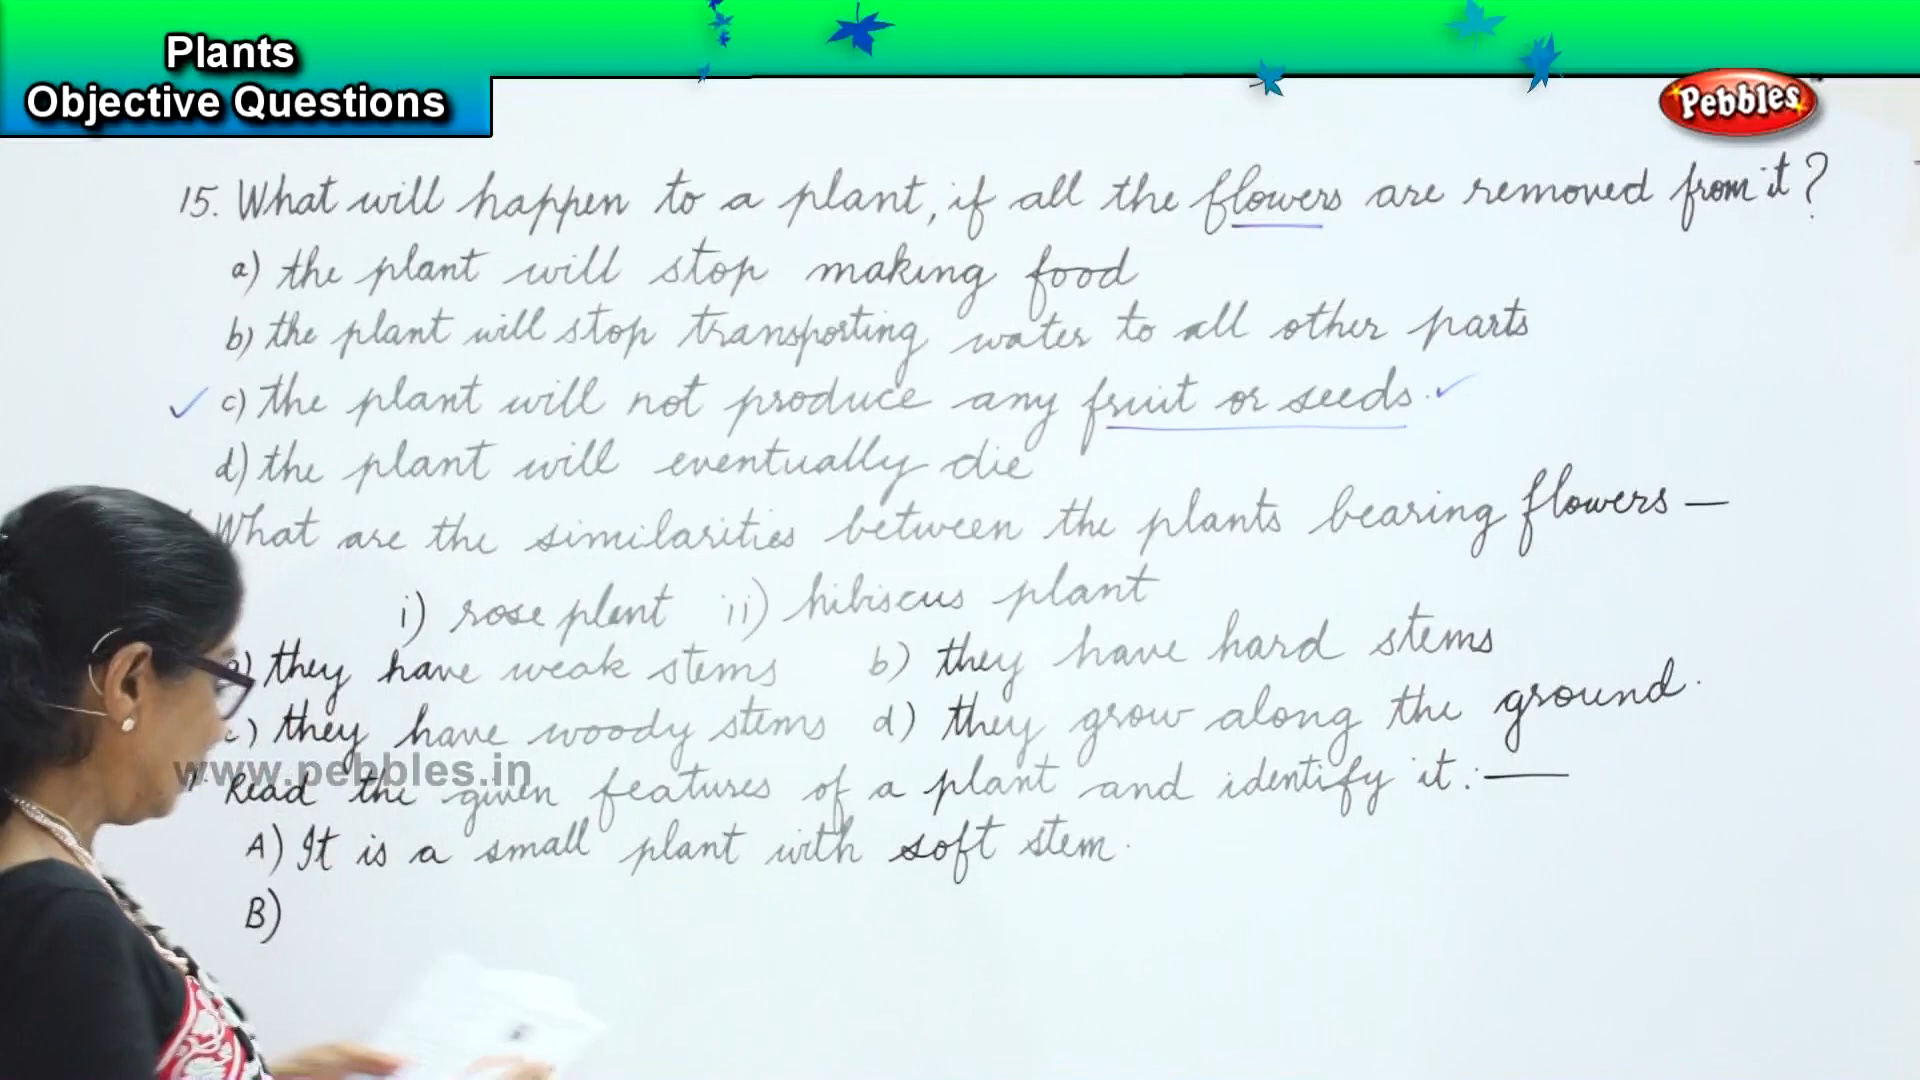 Plants
Objective Questions
Pebbles
15. What will happen to a plant, if all the flowers are removed from it?
a) the plant will stop making food
b) the plant will stop transporting water to all other parts
✓ c) the plant will not produce any fruit or seeds. ✓
d) the plant will eventually die
What are the similarities between the plants bearing flowers —
i) rose plant ii) hibiscus plant
a) they have weak stems b) they have hard stems
c) they have woody stems d) they grow along the ground.
www.pebbles.in
Read the given features of a plant and identify it: —
A) It is a small plant with soft stem.
B)